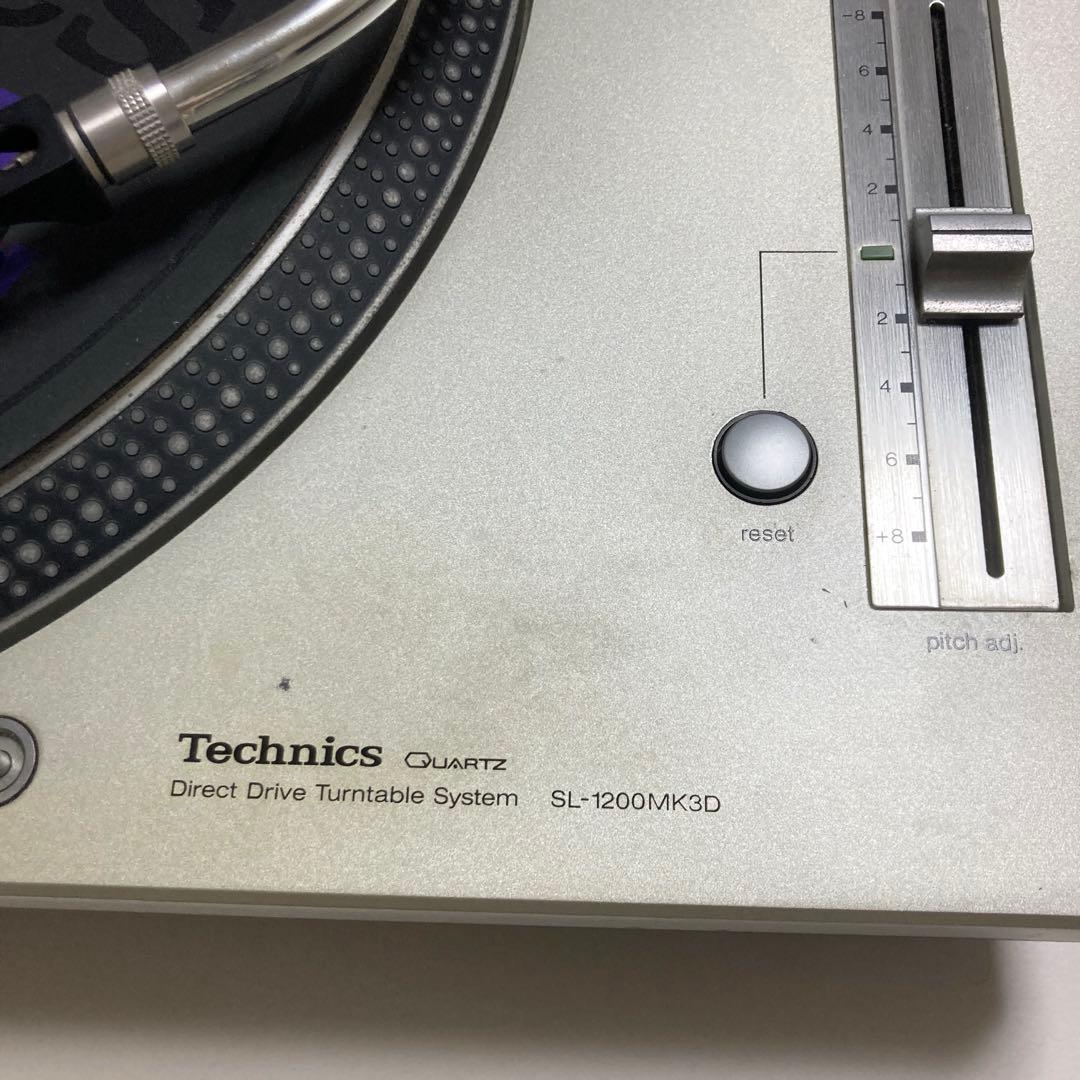 -8
6
4
2
2
4
6
+8
reset
pitch adj.
Technics QUARTZ
Direct Drive Turntable System SL-1200MK3D